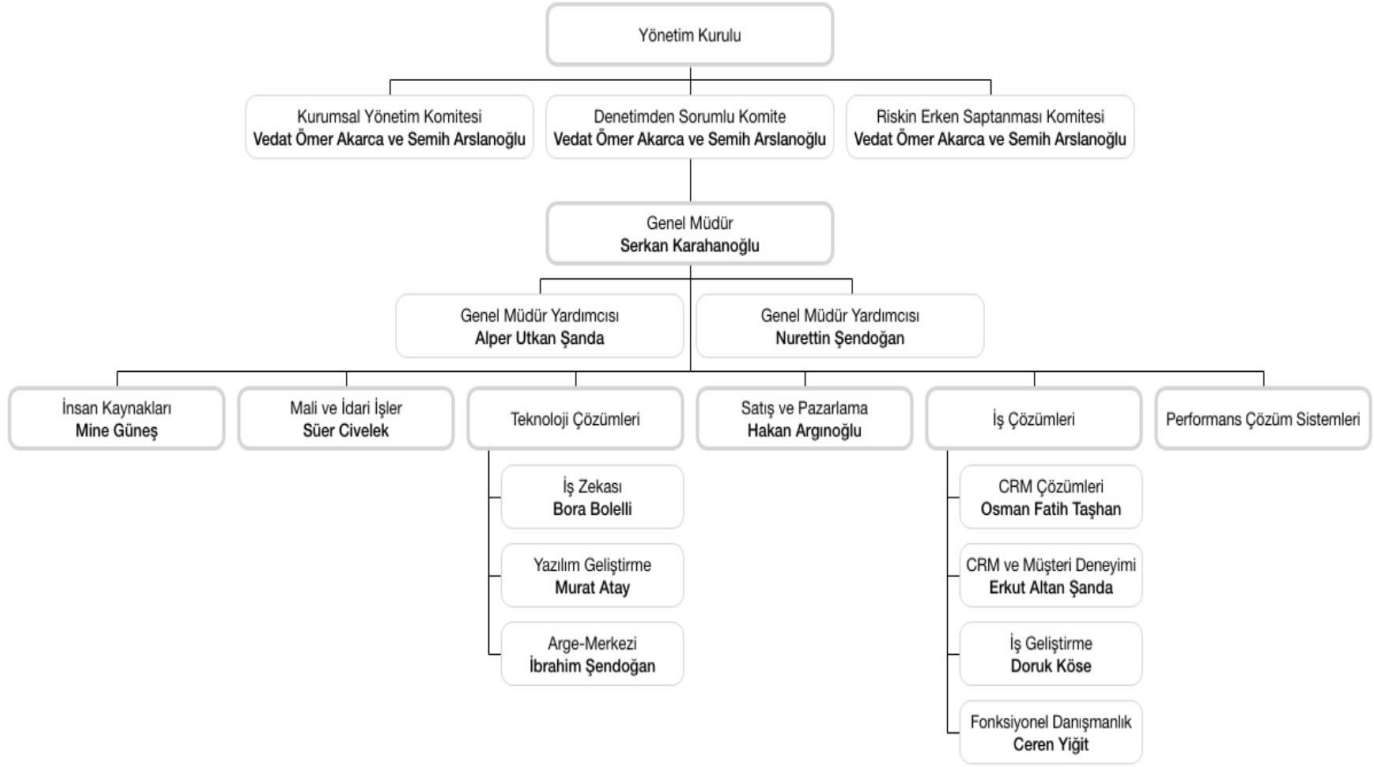 Yönetim Kurulu
Kurumsal Yönetim Komitesi
Vedat Ömer Akarca ve Semih Arslanoğlu
Denetimden Sorumlu Komite
Vedat Ömer Akarca ve Semih Arslanoğlu
Riskin Erken Saptanması Komitesi
Vedat Ömer Akarca ve Semih Arslanoğlu
Genel Müdür
Serkan Karahanoğlu
Genel Müdür Yardımcısı
Alper Utkan Şanda
Genel Müdür Yardımcısı
Nurettin Şendoğan
İnsan Kaynakları
Mine Güneş
Mali ve İdari İşler
Süer Civelek
Teknoloji Çözümleri
Satış ve Pazarlama
Hakan Argınoğlu
İş Çözümleri
Performans Çözüm Sistemleri
İş Zekası
Bora Bolelli
Yazılım Geliştirme
Murat Atay
Arge-Merkezi
İbrahim Şendoğan
CRM Çözümleri
Osman Fatih Taşhan
CRM ve Müşteri Deneyimi
Erkut Altan Şanda
İş Geliştirme
Doruk Köse
Fonksiyonel Danışmanlık
Ceren Yiğit